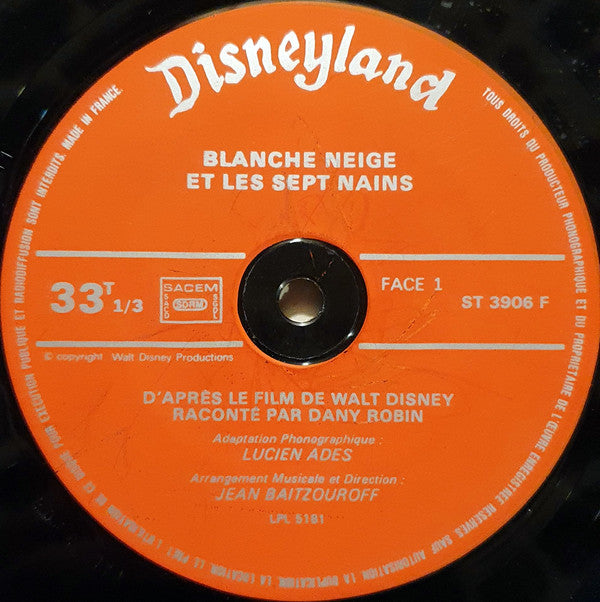 Disneyland
BLANCHE NEIGE
ET LES SEPT NAINS
33T 1/3
SACEM
SACD
SDRM
SGDL
FACE 1
ST 3906 F
© copyright Walt Disney Productions
D'APRÈS LE FILM DE WALT DISNEY
RACONTÉ PAR DANY ROBIN
Adaptation Phonographique :
LUCIEN ADES
Arrangement Musicale et Direction :
JEAN BAITZOUROFF
LPL 5181
TOUS DROITS DU PRODUCTEUR PHONOGRAPHIQUE ET DU PROPRIETAIRE DE L'ŒUVRE ENREGISTREE RESERVES. SAUF AUTORISATION, LA DUPLICATION, LA LOCATION, LE PRET, L'UTILISATION DE CE DISQUE POUR EXECUTION PUBLIQUE ET RADIODIFFUSION SONT INTERDITS. MADE IN FRANCE.